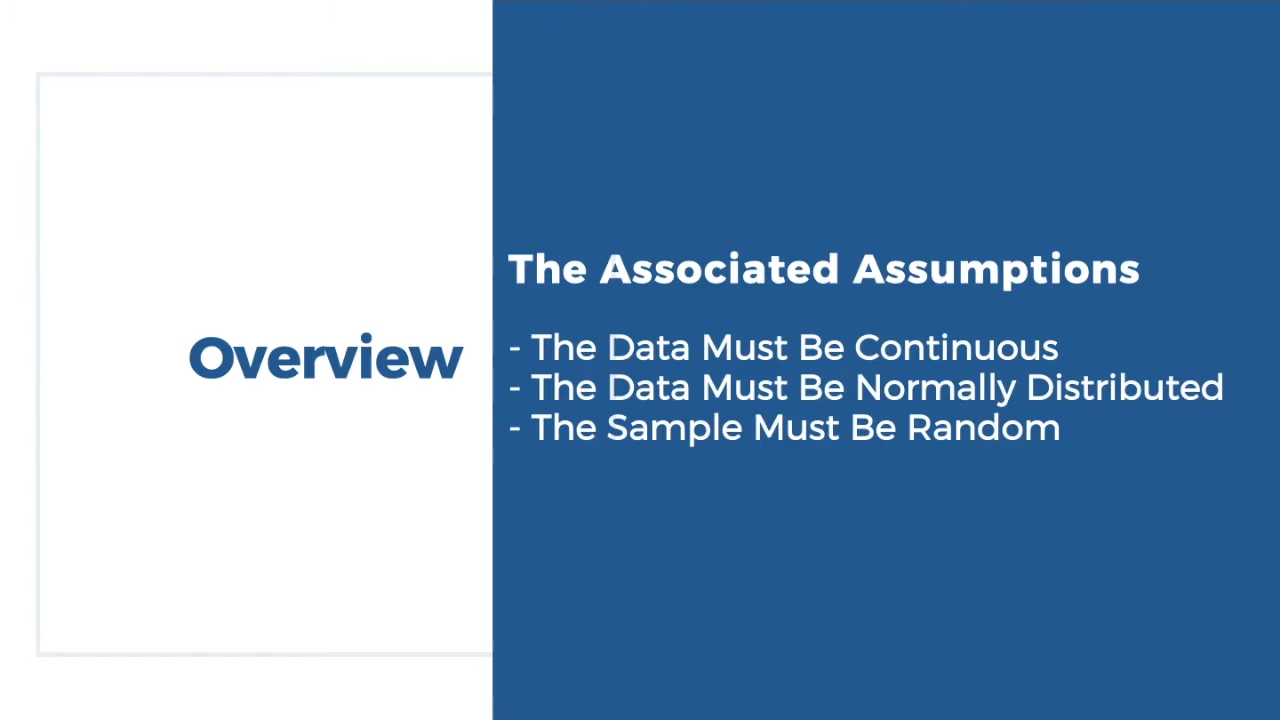 Overview
The Associated Assumptions
- The Data Must Be Continuous
- The Data Must Be Normally Distributed
- The Sample Must Be Random